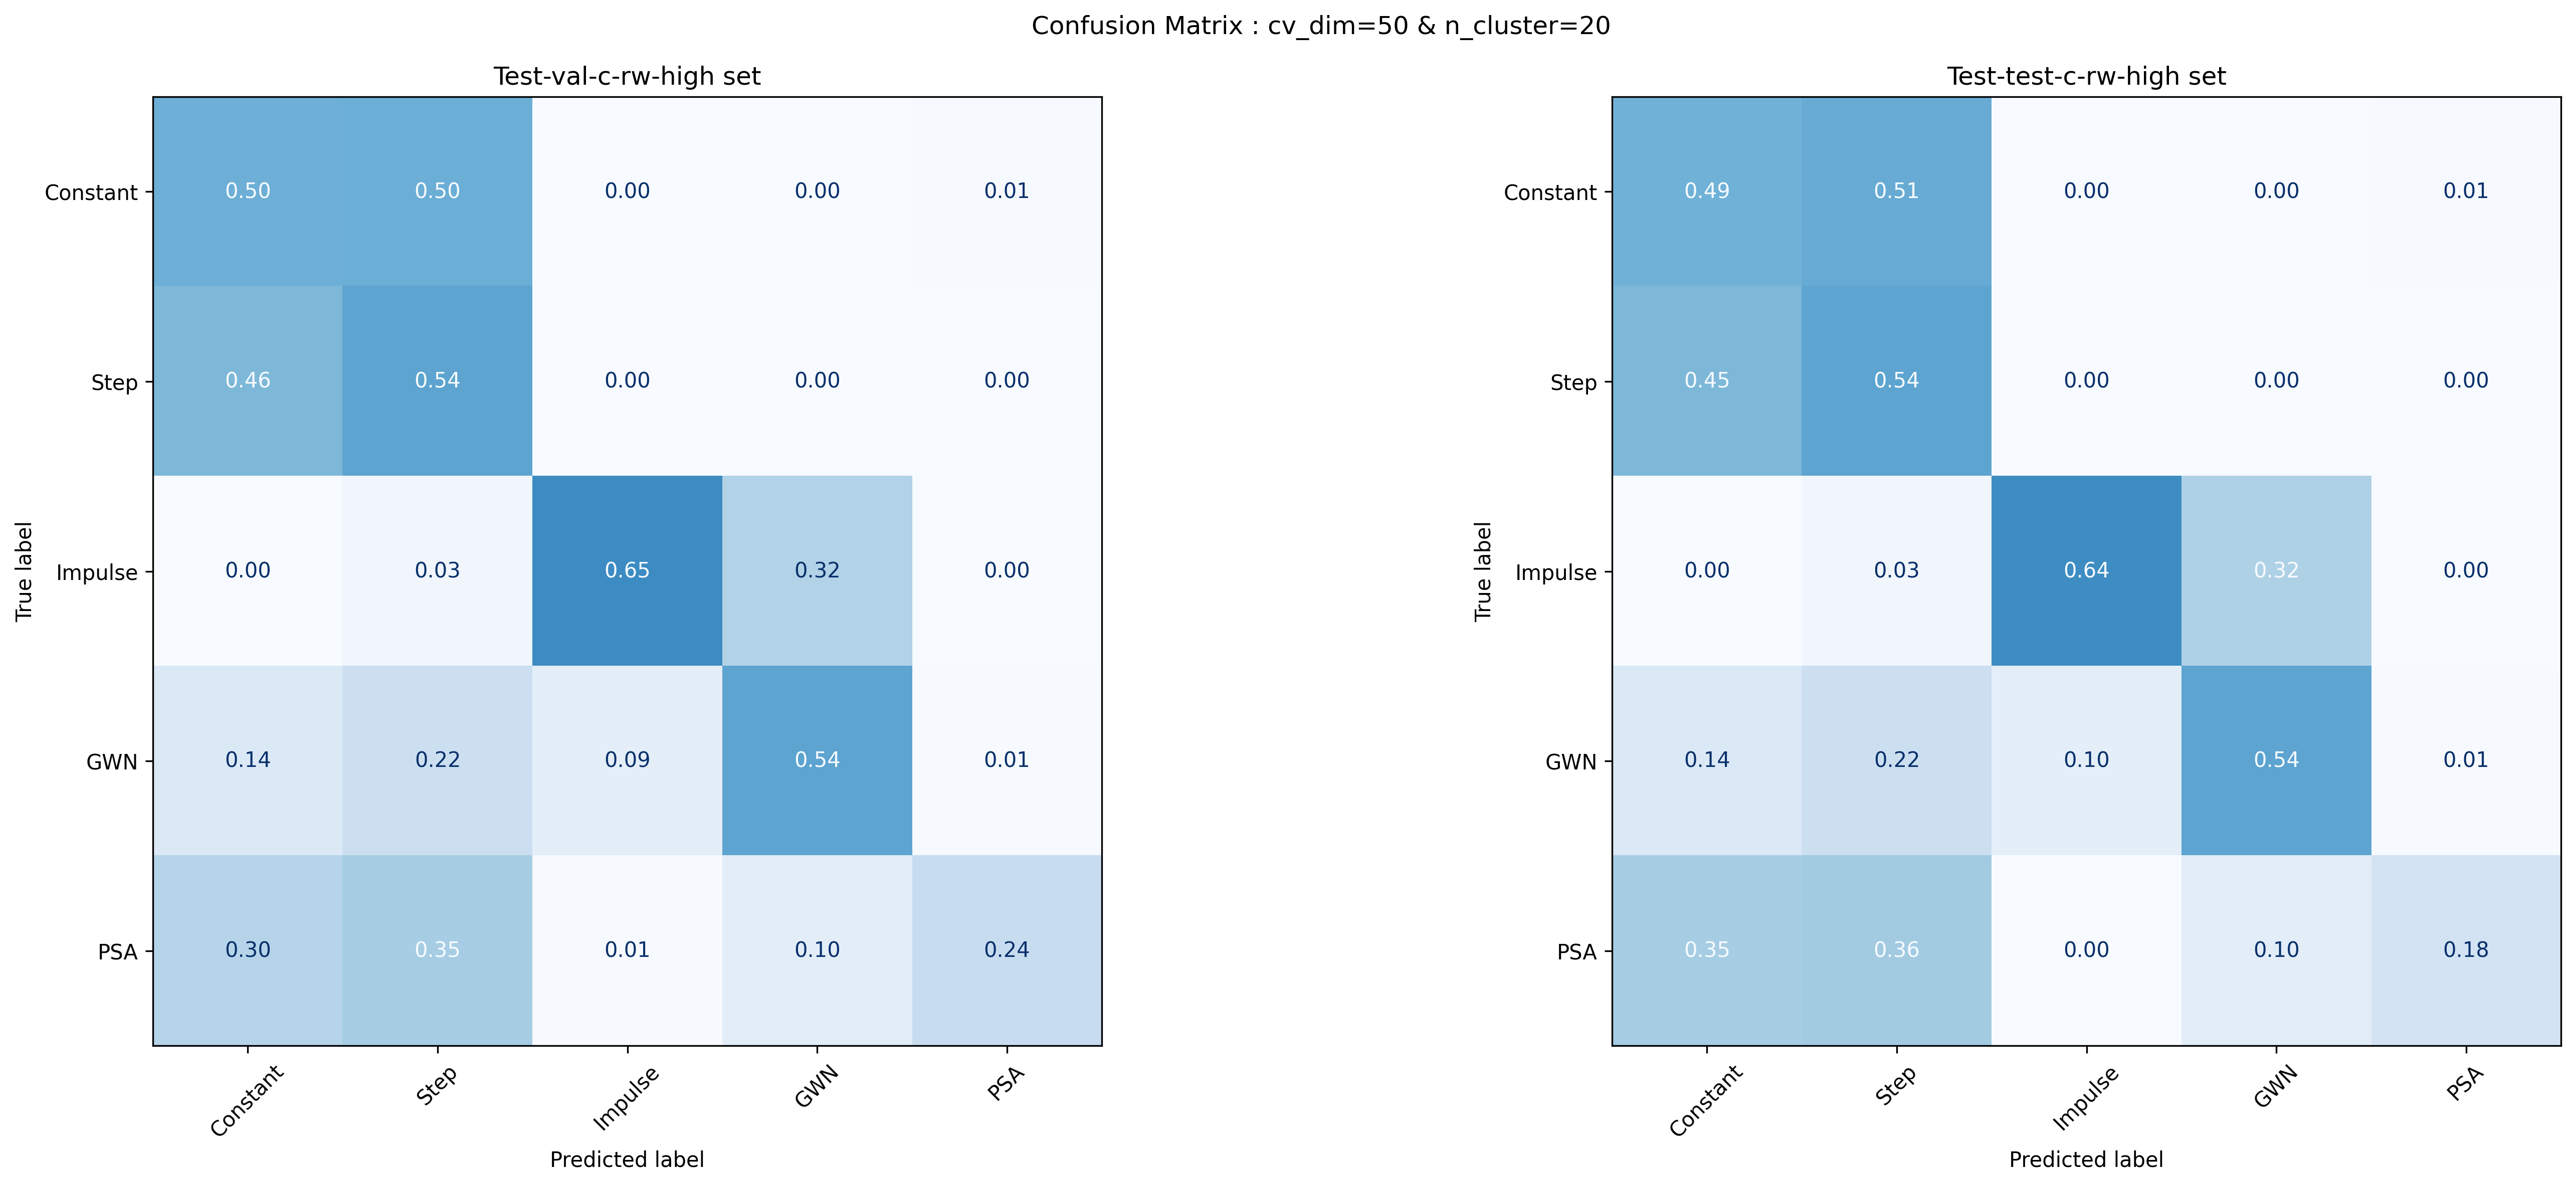 Confusion Matrix : cv_dim=50 & n_cluster=20
Test-val-c-rw-high set
True label
Constant 0.50 0.50 0.00 0.00 0.01
Step 0.46 0.54 0.00 0.00 0.00
Impulse 0.00 0.03 0.65 0.32 0.00
GWN 0.14 0.22 0.09 0.54 0.01
PSA 0.30 0.35 0.01 0.10 0.24
Constant Step Impulse GWN PSA
Predicted label
Test-test-c-rw-high set
True label
Constant 0.49 0.51 0.00 0.00 0.01
Step 0.45 0.54 0.00 0.00 0.00
Impulse 0.00 0.03 0.64 0.32 0.00
GWN 0.14 0.22 0.10 0.54 0.01
PSA 0.35 0.36 0.00 0.10 0.18
Constant Step Impulse GWN PSA
Predicted label